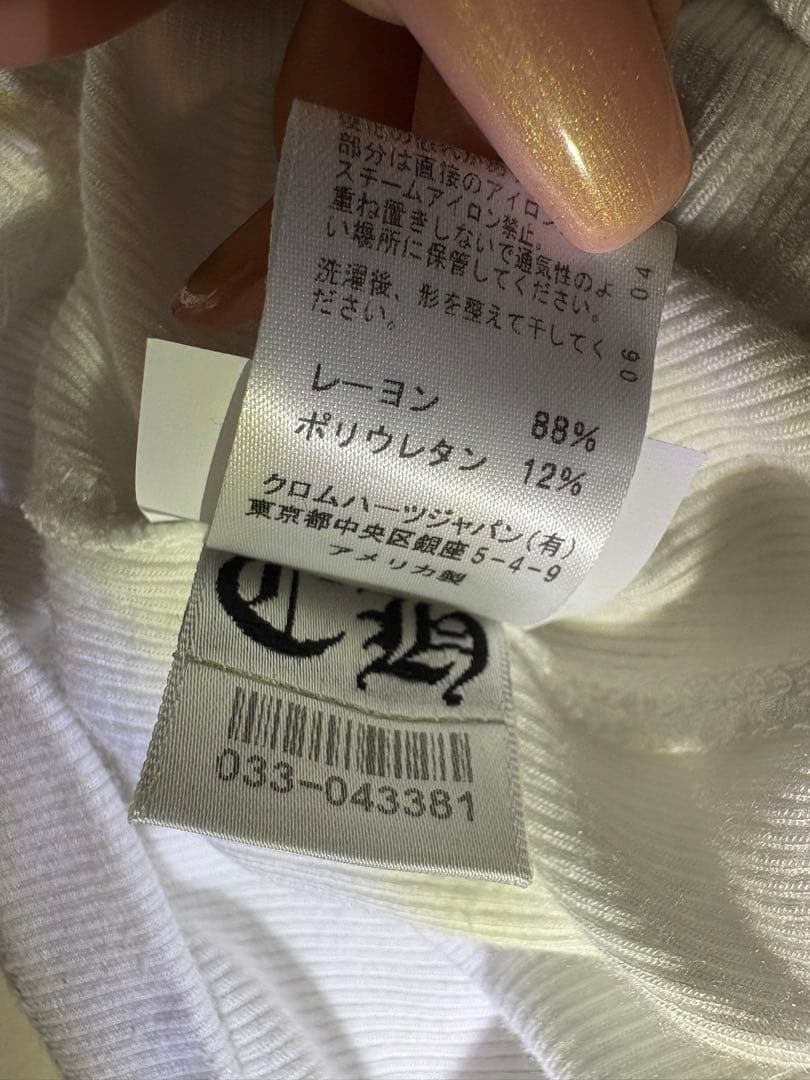 部分は直接のアイロン
スチームアイロン禁止。
重ね置きしないで通気性のよ
い場所に保管してください。
洗濯後、形を整えて干してく
ださい。
04
06
レーヨン 88%
ポリウレタン 12%
クロムハーツジャパン(有)
東京都中央区銀座5-4-9
アメリカ製
CH
033-043381